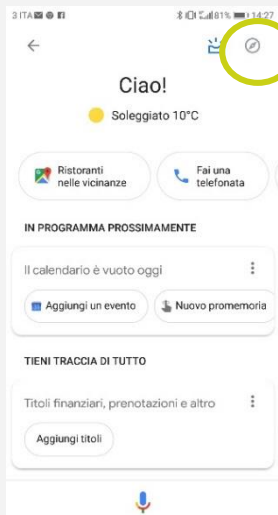 3 ITA 81% 14:27
Ciao!
Soleggiato 10°C
Ristoranti
nelle vicinanze
Fai una
telefonata
IN PROGRAMMA PROSSIMAMENTE
Il calendario è vuoto oggi
Aggiungi un evento
Nuovo promemoria
TIENI TRACCIA DI TUTTO
Titoli finanziari, prenotazioni e altro
Aggiungi titoli